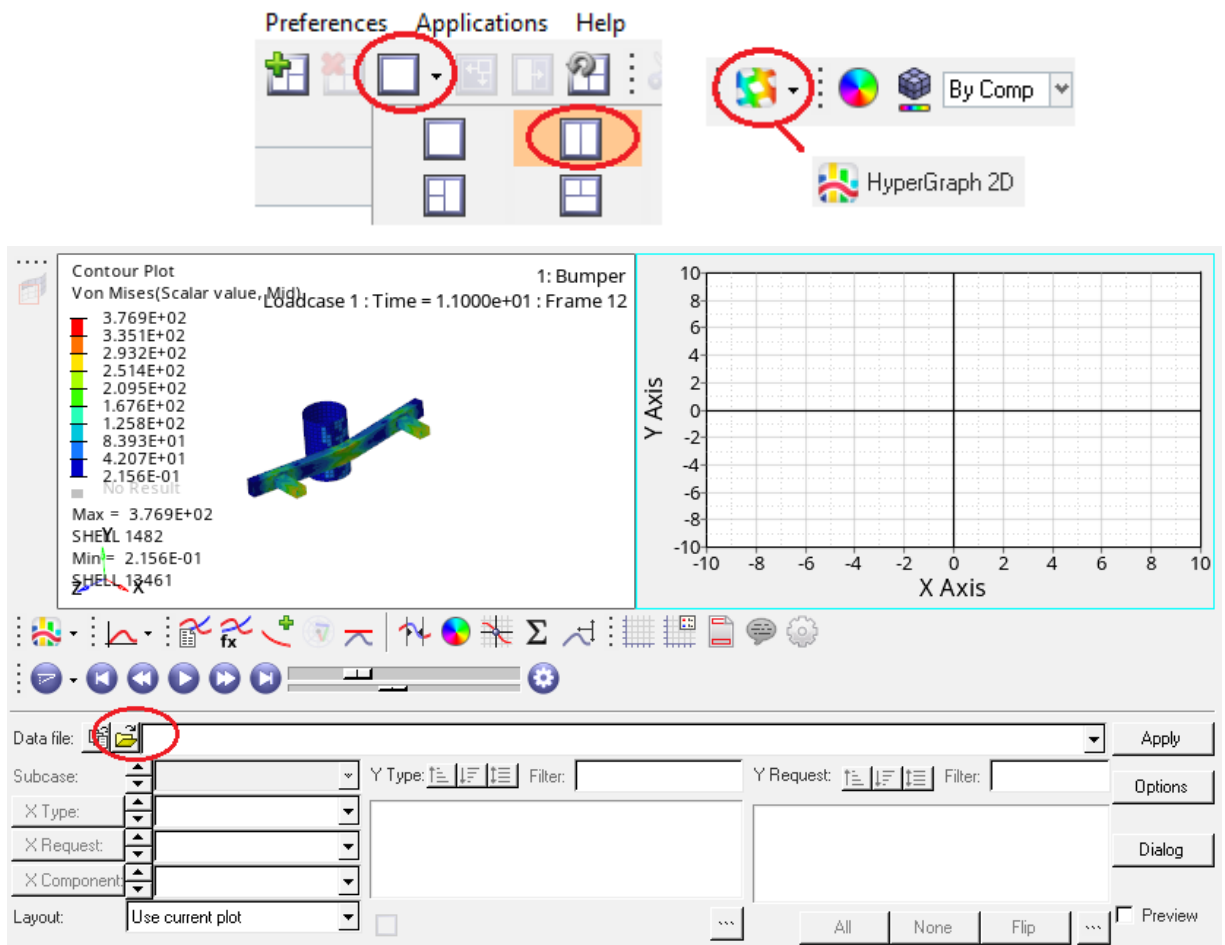 Preferences Applications Help
By Comp
HyperGraph 2D
Contour Plot
1: Bumper
Von Mises(Scalar value, Mid)
Loadcase 1 : Time = 1.1000e+01 : Frame 12
3.769E+02
3.351E+02
2.932E+02
2.514E+02
2.095E+02
1.676E+02
1.258E+02
8.393E+01
4.207E+01
2.156E-01
No Result
Max = 3.769E+02
SHELL 1482
Min = 2.156E-01
SHELL 13461
Y
Z X
10
8
6
4
2
0
-2
-4
-6
-8
-10
Y Axis
-10 -8 -6 -4 -2 0 2 4 6 8 10
X Axis
fx
Σ
Data file: Apply
Subcase: Y Type: Filter: Y Request: Filter: Options
X Type:
X Request: Dialog
X Component:
Layout: Use current plot ... All None Flip ... Preview